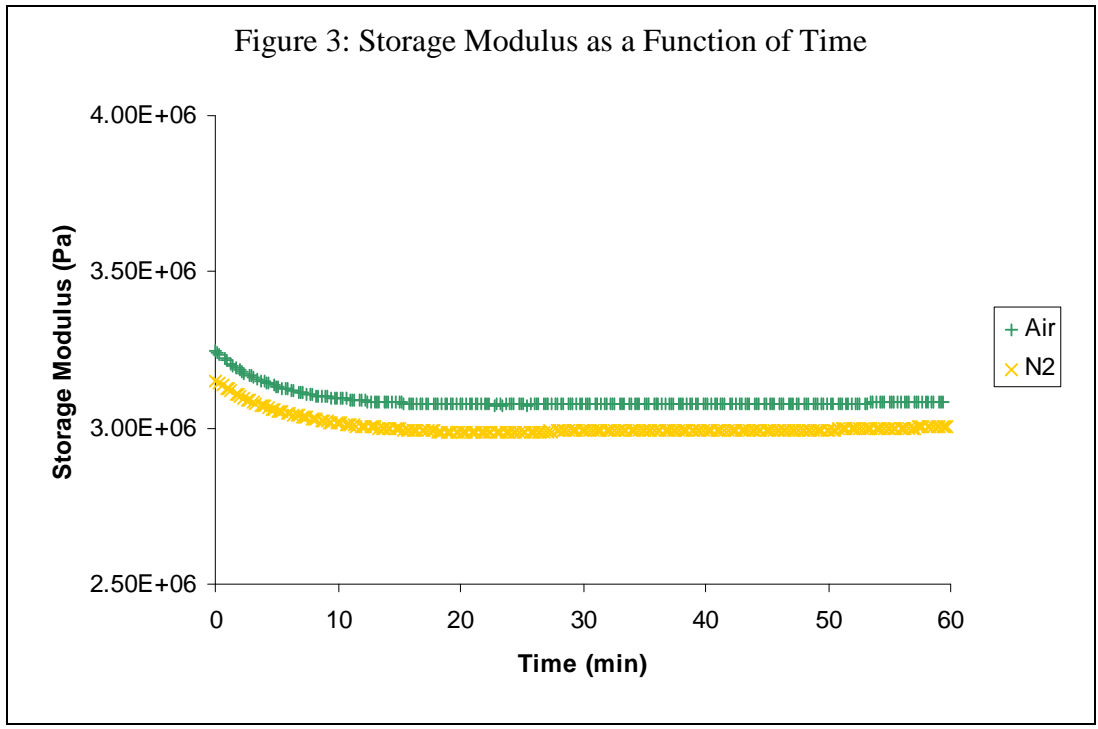 Figure 3: Storage Modulus as a Function of Time
4.00E+06
3.50E+06
3.00E+06
2.50E+06
Storage Modulus (Pa)
0 10 20 30 40 50 60
Time (min)
Air
N2